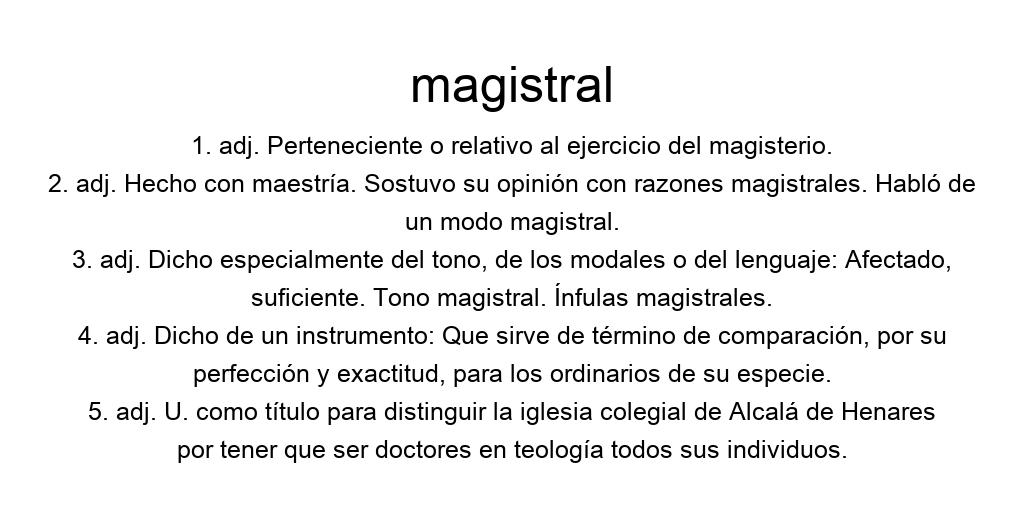 magistral
1. adj. Perteneciente o relativo al ejercicio del magisterio.
2. adj. Hecho con maestría. Sostuvo su opinión con razones magistrales. Habló de
un modo magistral.
3. adj. Dicho especialmente del tono, de los modales o del lenguaje: Afectado,
suficiente. Tono magistral. Ínfulas magistrales.
4. adj. Dicho de un instrumento: Que sirve de término de comparación, por su
perfección y exactitud, para los ordinarios de su especie.
5. adj. U. como título para distinguir la iglesia colegial de Alcalá de Henares
por tener que ser doctores en teología todos sus individuos.